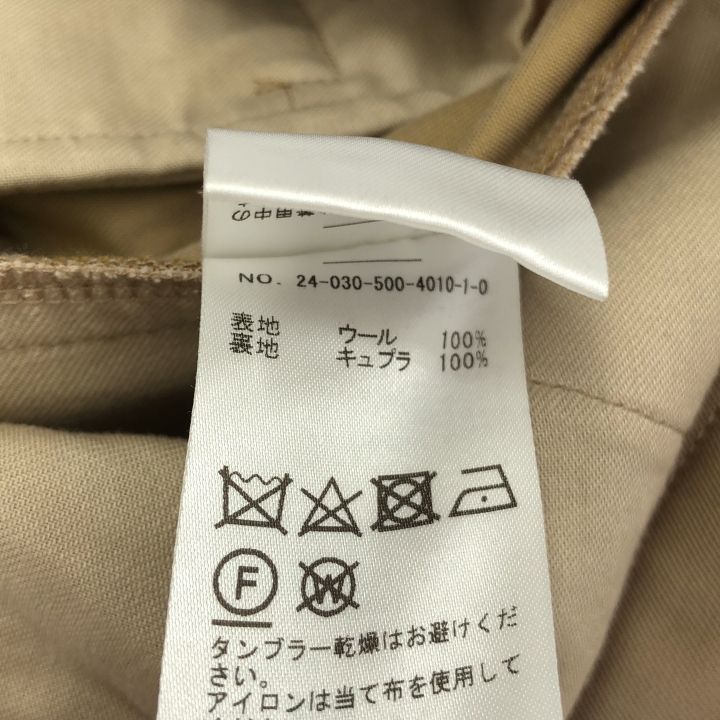 NO. 24-030-500-4010-1-0
表地 ウール 100%
裏地 キュプラ 100%
F
W
タンブラー乾燥はお避けくだ
さい。
アイロンは当て布を使用して